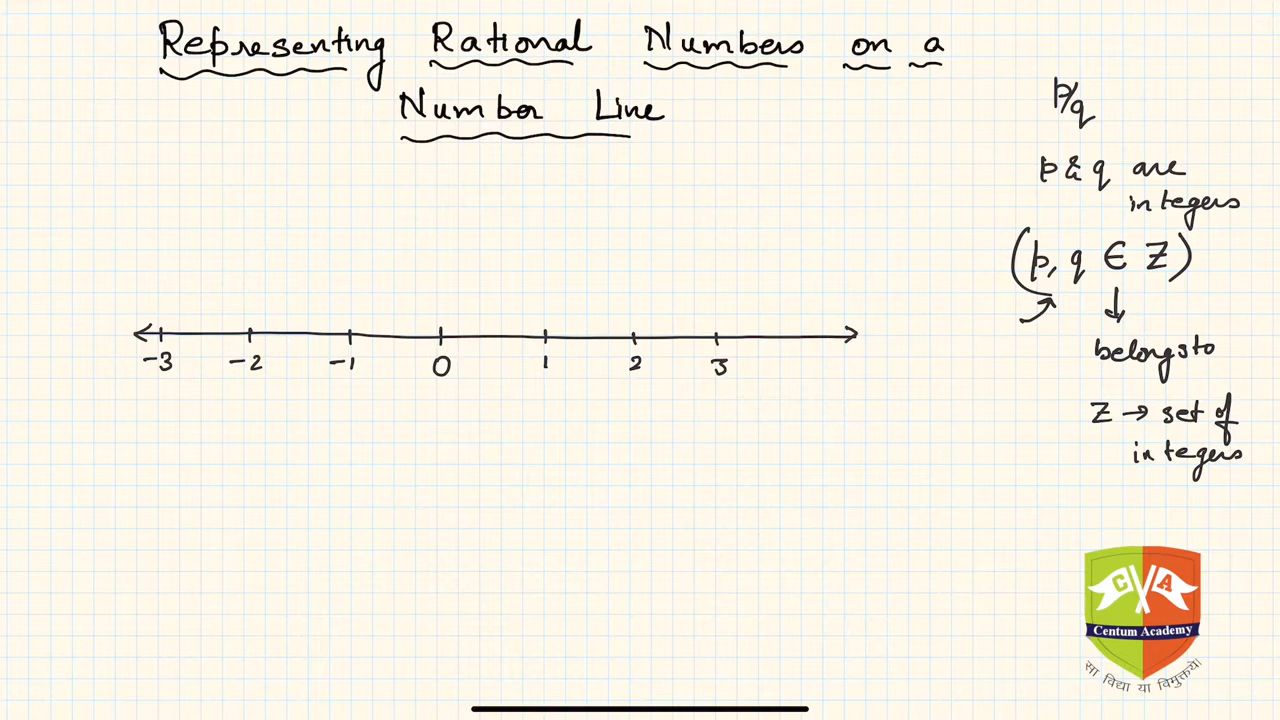 Representing Rational Numbers on a
Number Line
p/q
p & q are
integers
(p, q ∈ Z)
belongs to
Z → set of
integers
-3 -2 -1 0 1 2 3
C A
Centum Academy
सा विद्या या विमुक्तये।